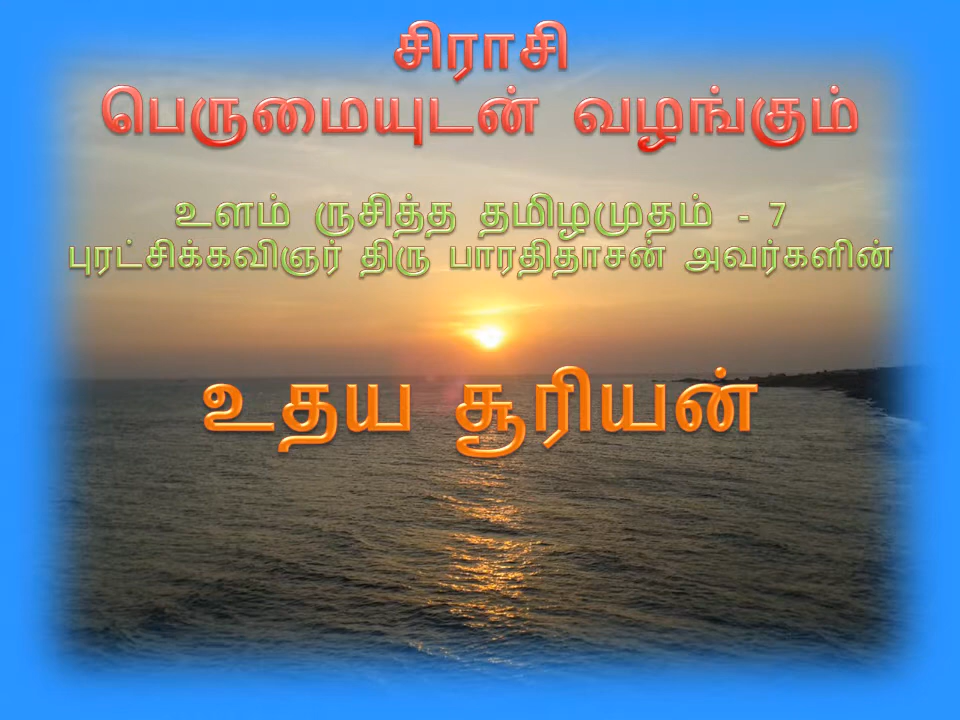 சிராசி
பெருமையுடன் வழங்கும்
உளம் ருசித்த தமிழமுதம் - 7
புரட்சிக்கவிஞர் திரு பாரதிதாசன் அவர்களின்
உதய சூரியன்